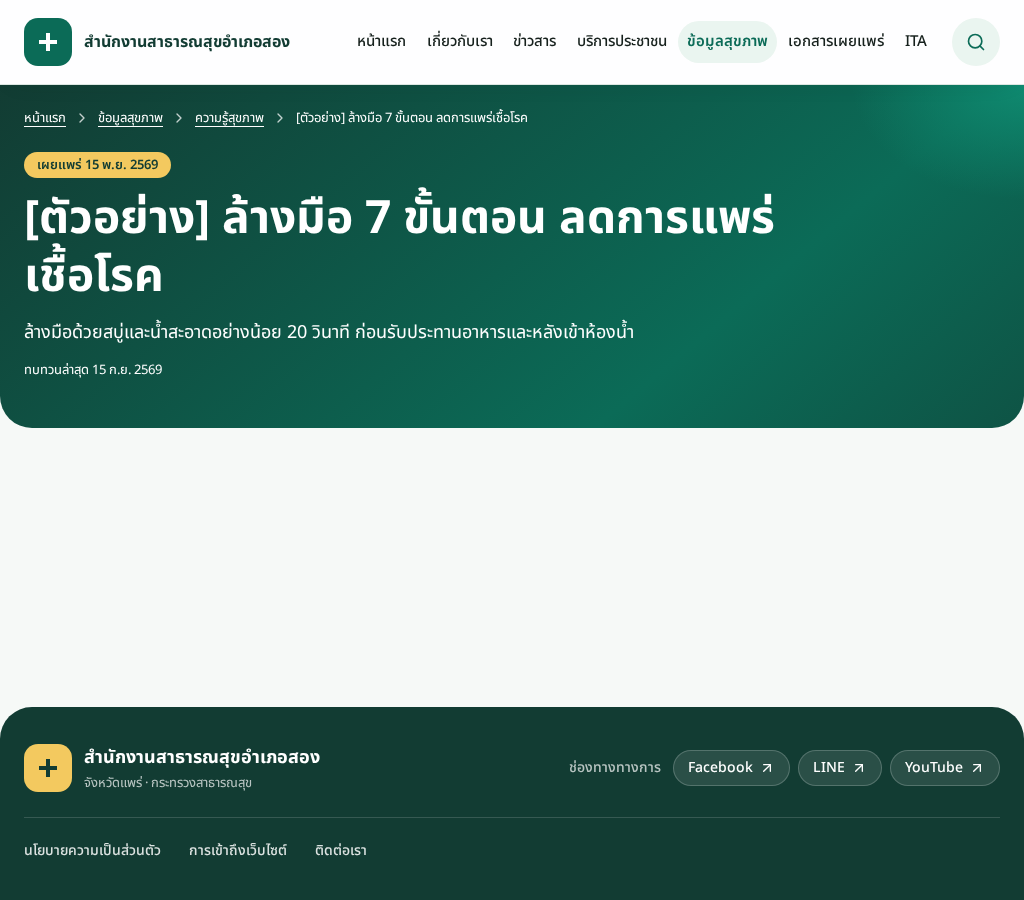 สำนักงานสาธารณสุขอำเภอสอง
หน้าแรก เกี่ยวกับเรา ข่าวสาร บริการประชาชน ข้อมูลสุขภาพ เอกสารเผยแพร่ ITA
หน้าแรก ข้อมูลสุขภาพ ความรู้สุขภาพ [ตัวอย่าง] ล้างมือ 7 ขั้นตอน ลดการแพร่เชื้อโรค
เผยแพร่ 15 พ.ย. 2569
[ตัวอย่าง] ล้างมือ 7 ขั้นตอน ลดการแพร่
เชื้อโรค
ล้างมือด้วยสบู่และน้ำสะอาดอย่างน้อย 20 วินาที ก่อนรับประทานอาหารและหลังเข้าห้องน้ำ
ทบทวนล่าสุด 15 ก.ย. 2569
สำนักงานสาธารณสุขอำเภอสอง
จังหวัดแพร่ · กระทรวงสาธารณสุข
ช่องทางทางการ Facebook LINE YouTube
นโยบายความเป็นส่วนตัว การเข้าถึงเว็บไซต์ ติดต่อเรา